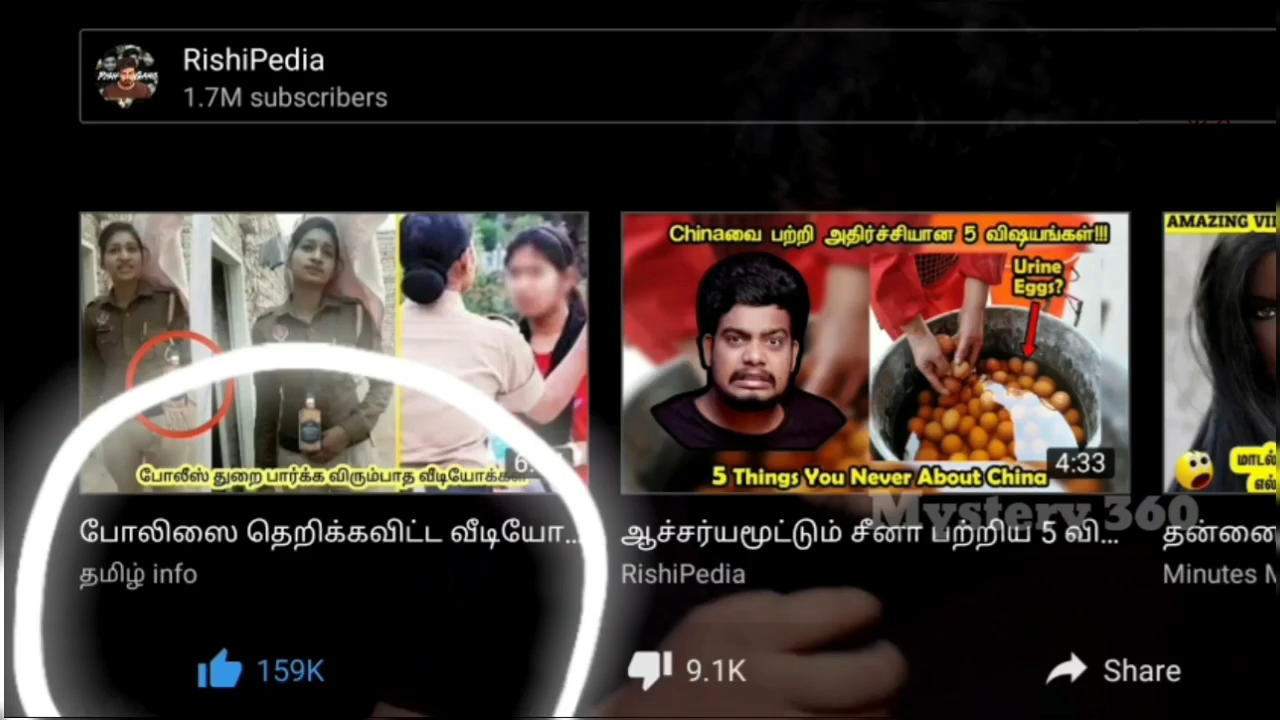 RishiPedia
1.7M subscribers
போலீஸ் துறை பார்க்க விரும்பாத
Chinaவை பற்றி அதிர்ச்சியான 5 விஷயங்கள்!!!
Urine
Eggs?
5 Things You Never About China
4:33
AMAZING
போலிஸை தெறிக்கவிட்ட வீடியோ...
தமிழ் info
ஆச்சர்யமூட்டும் சீனா பற்றிய 5 வி...
RishiPedia
Mystery 360
தன்னை
Minutes
159K
9.1K
Share